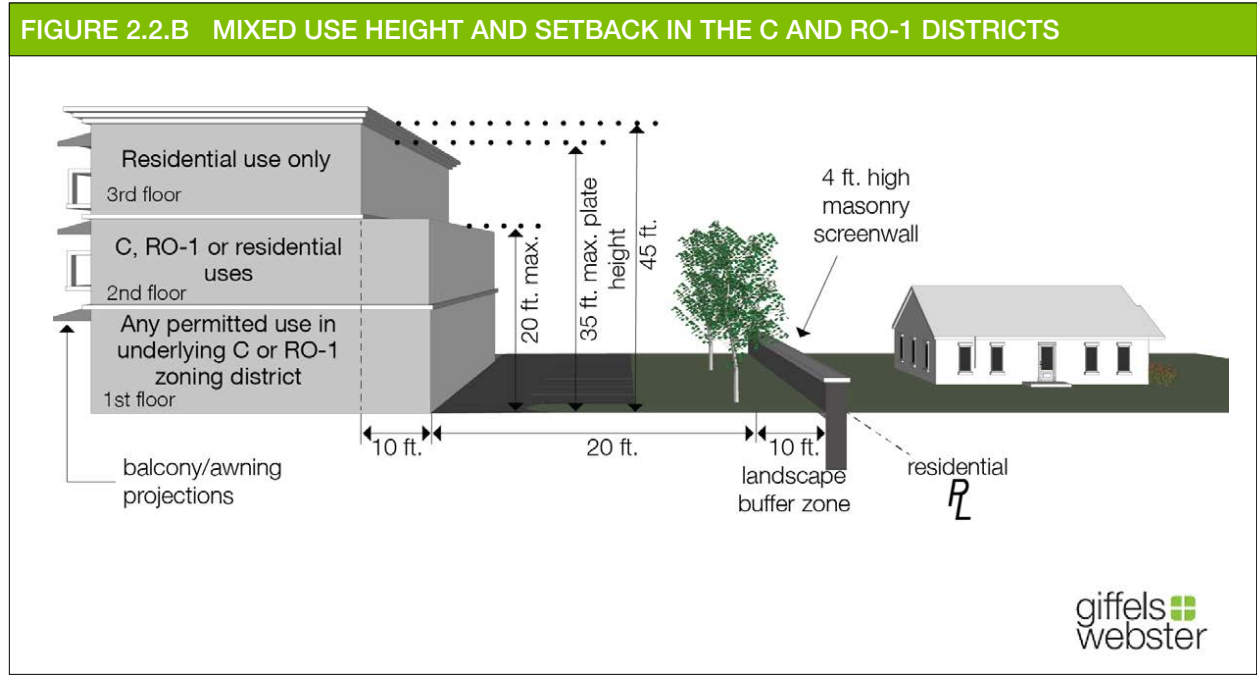 FIGURE 2.2.B MIXED USE HEIGHT AND SETBACK IN THE C AND RO-1 DISTRICTS
Residential use only
3rd floor
C, RO-1 or residential
uses
2nd floor
Any permitted use in
underlying C or RO-1
zoning district
1st floor
balcony/awning
projections
20 ft. max.
35 ft. max. plate
height
45 ft.
4 ft. high
masonry
screenwall
10 ft.
20 ft.
10 ft.
landscape
buffer zone
residential
PL
giffels
webster